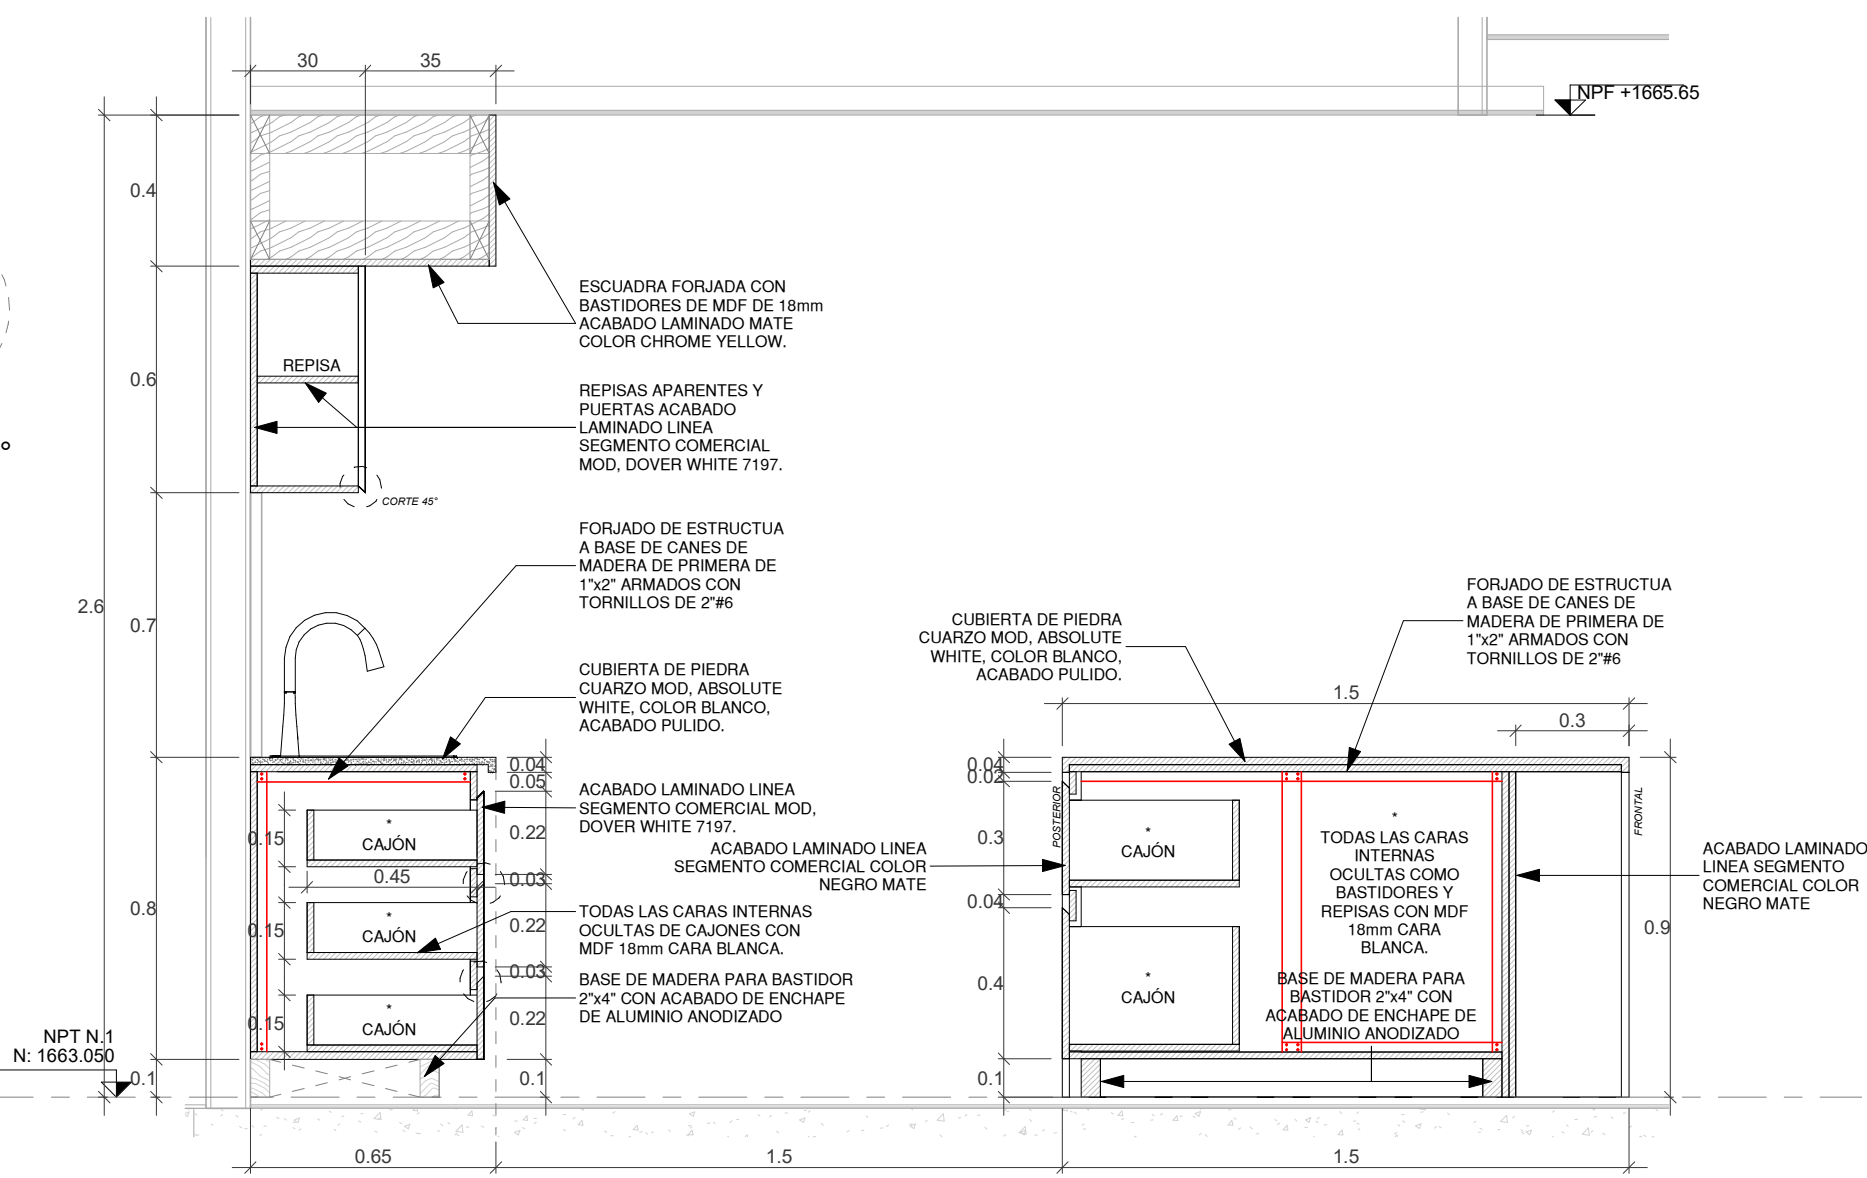 30
35
NPF +1665.65
0.4
ESCUADRA FORJADA CON
BASTIDORES DE MDF DE 18mm
ACABADO LAMINADO MATE
COLOR CHROME YELLOW.
REPISA
0.6
REPISAS APARENTES Y
PUERTAS ACABADO
LAMINADO LINEA
SEGMENTO COMERCIAL
MOD, DOVER WHITE 7197.
°
CORTE 45°
FORJADO DE ESTRUCTUA
A BASE DE CANES DE
MADERA DE PRIMERA DE
1"x2" ARMADOS CON
TORNILLOS DE 2"#6
2.6
0.7
CUBIERTA DE PIEDRA
CUARZO MOD, ABSOLUTE
WHITE, COLOR BLANCO,
ACABADO PULIDO.
CUBIERTA DE PIEDRA
CUARZO MOD, ABSOLUTE
WHITE, COLOR BLANCO,
ACABADO PULIDO.
FORJADO DE ESTRUCTUA
A BASE DE CANES DE
MADERA DE PRIMERA DE
1"x2" ARMADOS CON
TORNILLOS DE 2"#6
1.5
0.3
0.04
0.05
0.22
0.03
0.22
0.03
0.22
0.1
ACABADO LAMINADO LINEA
SEGMENTO COMERCIAL MOD,
DOVER WHITE 7197.
ACABADO LAMINADO LINEA
SEGMENTO COMERCIAL COLOR
NEGRO MATE
TODAS LAS CARAS INTERNAS
OCULTAS DE CAJONES CON
MDF 18mm CARA BLANCA.
BASE DE MADERA PARA BASTIDOR
2"x4" CON ACABADO DE ENCHAPE
DE ALUMINIO ANODIZADO
0.8
0.15
*
CAJÓN
0.45
0.15
*
CAJÓN
0.15
*
CAJÓN
NPT N.1
N: 1663.050
0.1
0.04
0.02
0.3
0.04
0.4
0.1
POSTERIOR
*
CAJÓN
*
CAJÓN
*
TODAS LAS CARAS
INTERNAS
OCULTAS COMO
BASTIDORES Y
REPISAS CON MDF
18mm CARA
BLANCA.
BASE DE MADERA PARA
BASTIDOR 2"x4" CON
ACABADO DE ENCHAPE DE
ALUMINIO ANODIZADO
FRONTAL
ACABADO LAMINADO
LINEA SEGMENTO
COMERCIAL COLOR
NEGRO MATE
0.9
0.65
1.5
1.5